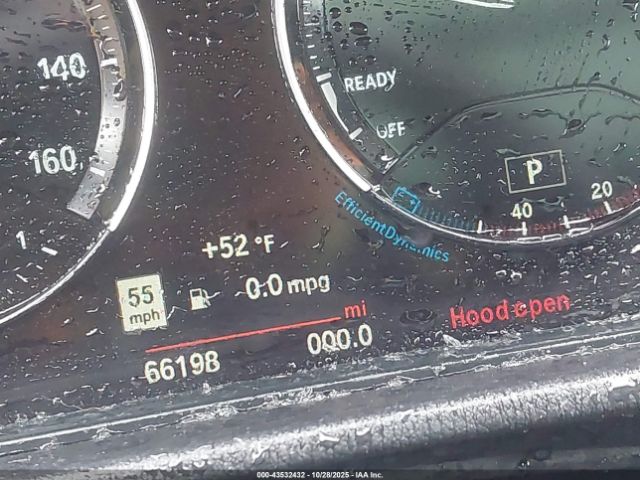 140
160
1
READY
OFF
P
40
20
EfficientDynamics
+52 °F
55
mph
0.0 mpg
mi
Hood open
66198
000.0
000-43532432 - 10/28/2025 - IAA Inc.